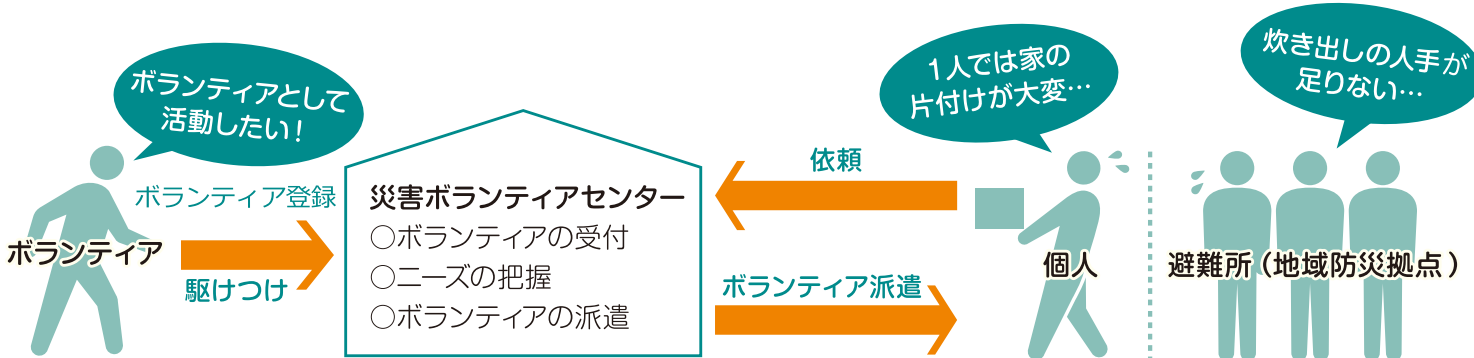 ボランティアとして
活動したい!
ボランティア登録
ボランティア
駆けつけ
災害ボランティアセンター
○ボランティアの受付
○ニーズの把握
○ボランティアの派遣
依頼
ボランティア派遣
1人では家の
片付けが大変…
個人
炊き出しの人手が
足りない…
避難所(地域防災拠点)